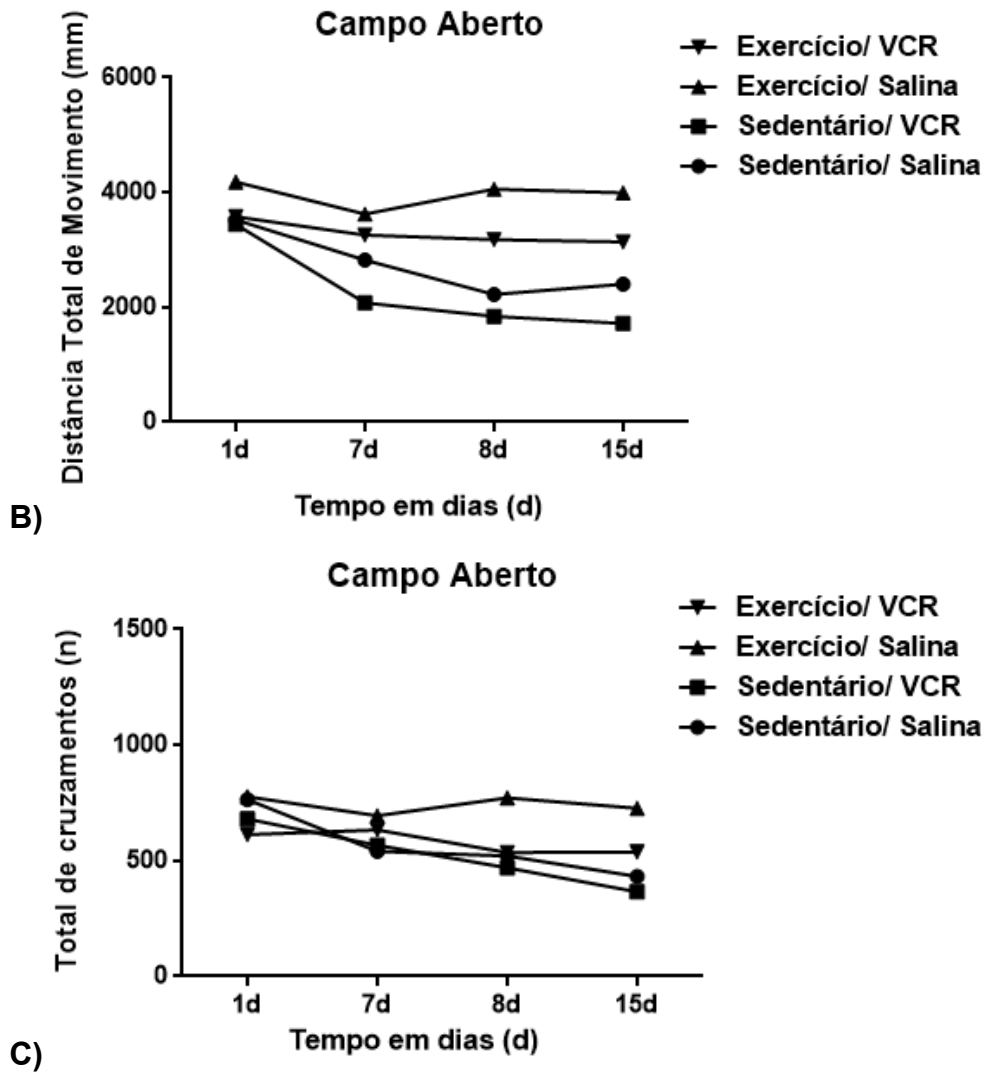 Campo Aberto
Distância Total de Movimento (mm)
6000
4000
2000
0
1d 7d 8d 15d
Tempo em dias (d)
Exercício/ VCR
Exercício/ Salina
Sedentário/ VCR
Sedentário/ Salina
B)
Campo Aberto
Total de cruzamentos (n)
1500
1000
500
0
1d 7d 8d 15d
Tempo em dias (d)
Exercício/ VCR
Exercício/ Salina
Sedentário/ VCR
Sedentário/ Salina
C)